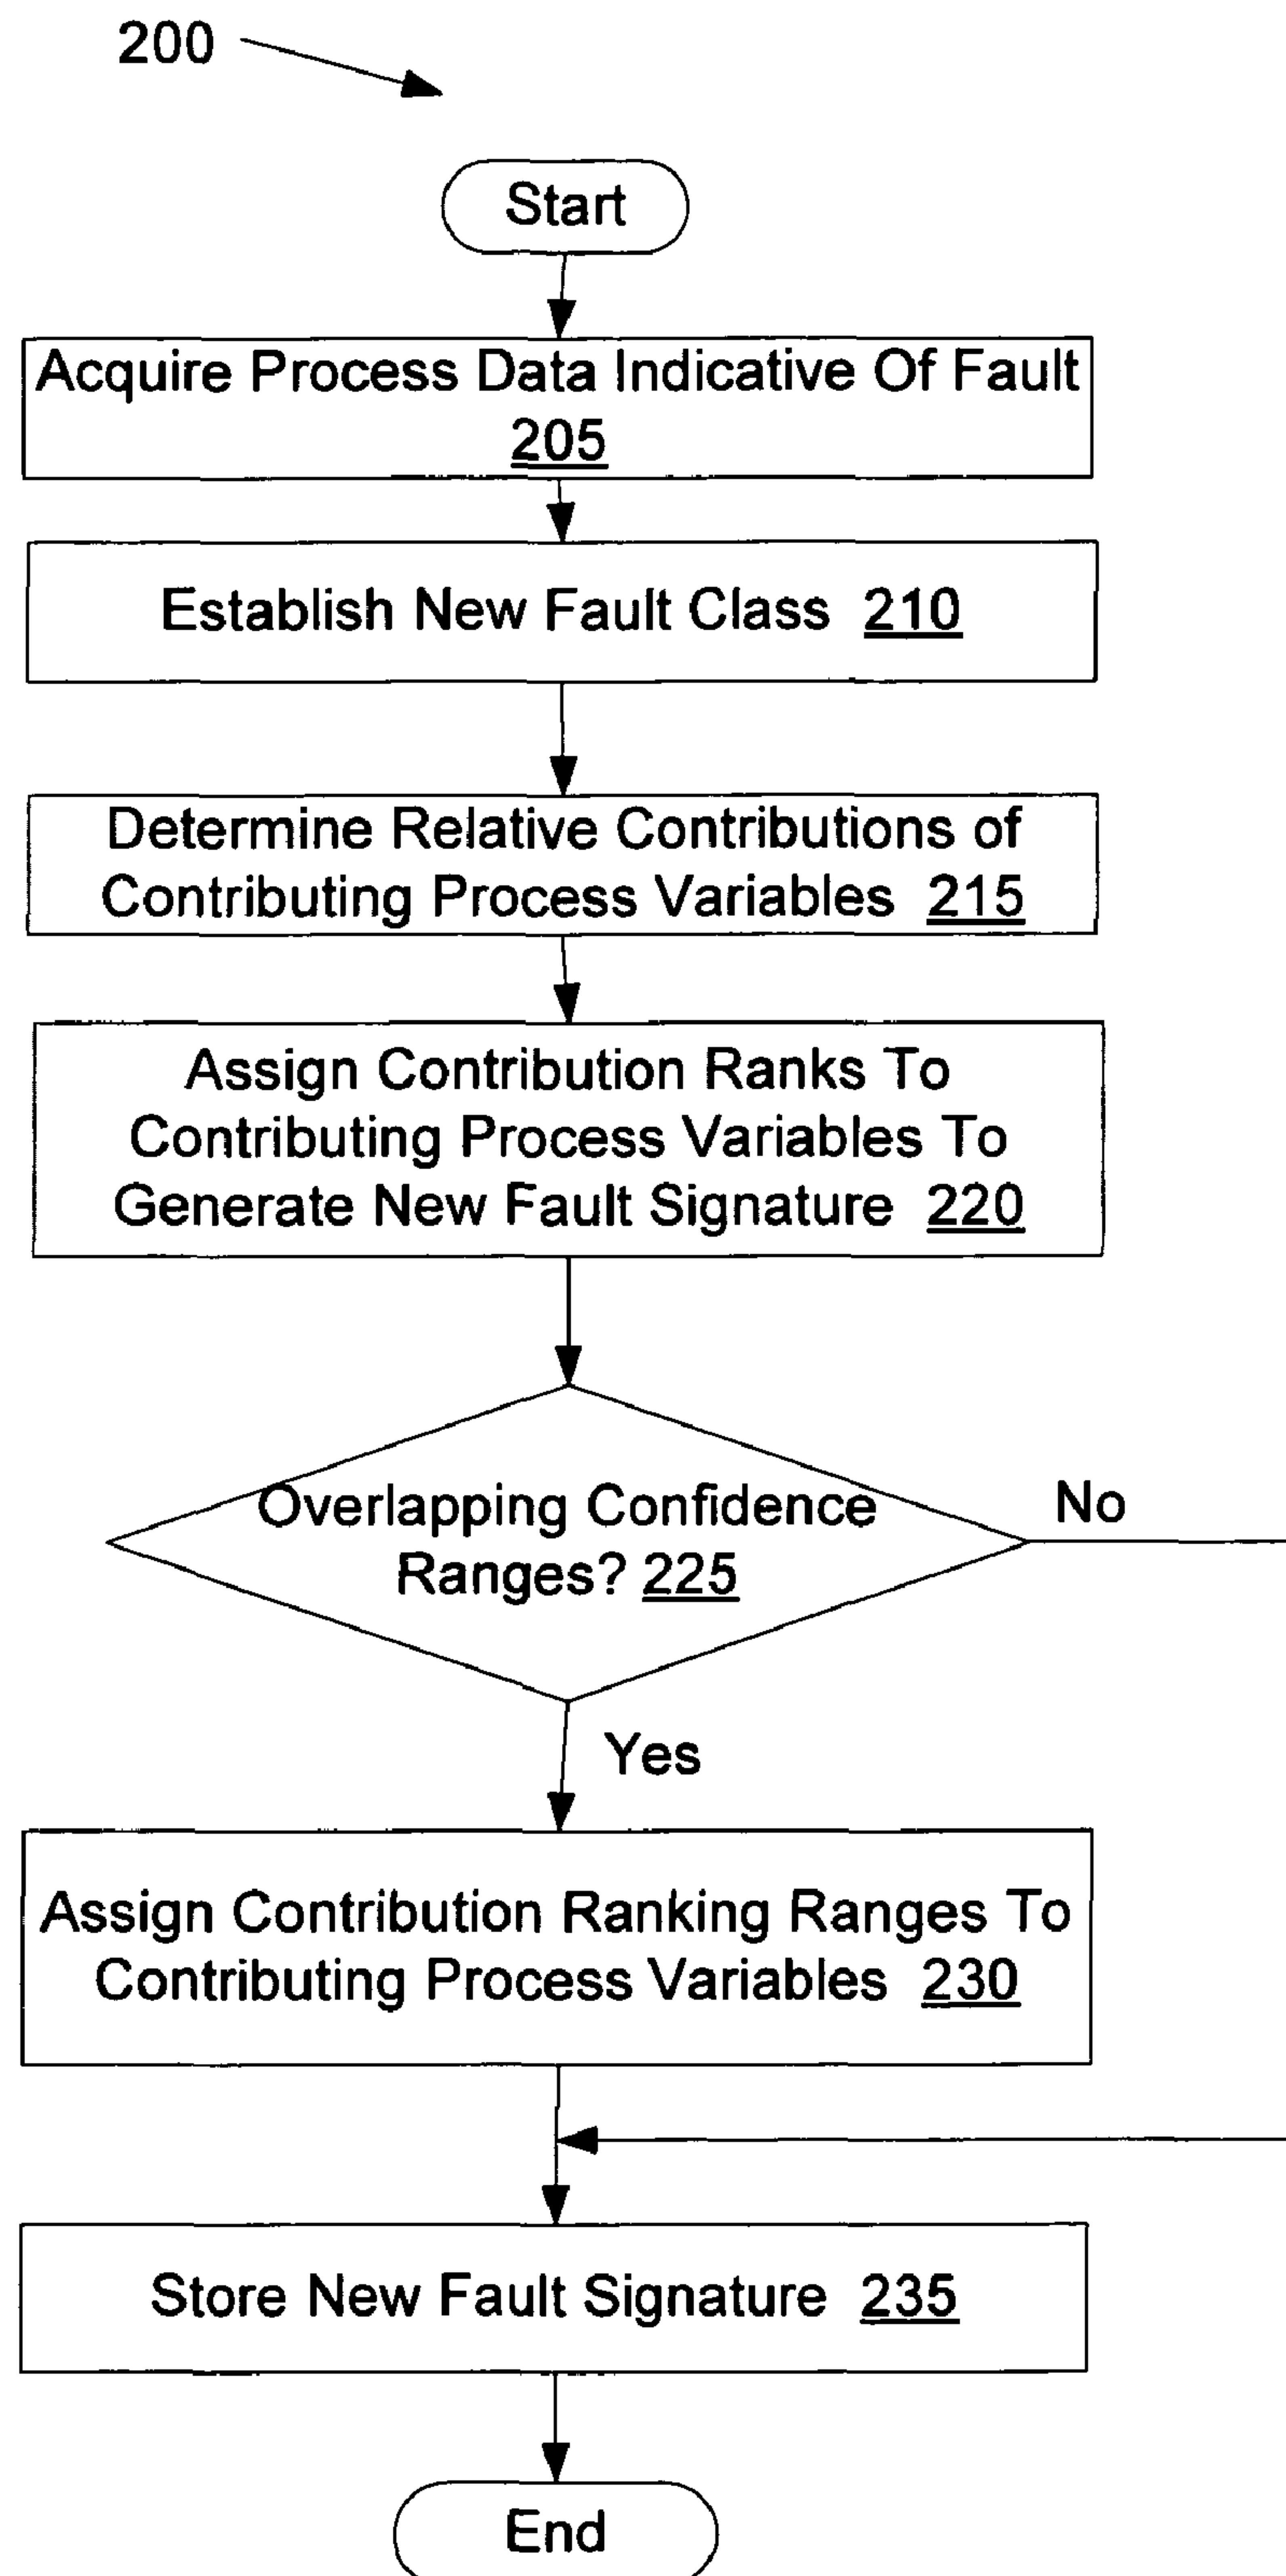 200
Start
Acquire Process Data Indicative Of Fault
205
Establish New Fault Class 210
Determine Relative Contributions of
Contributing Process Variables 215
Assign Contribution Ranks To
Contributing Process Variables To
Generate New Fault Signature 220
Overlapping Confidence
Ranges? 225
No
Yes
Assign Contribution Ranking Ranges To
Contributing Process Variables 230
Store New Fault Signature 235
End